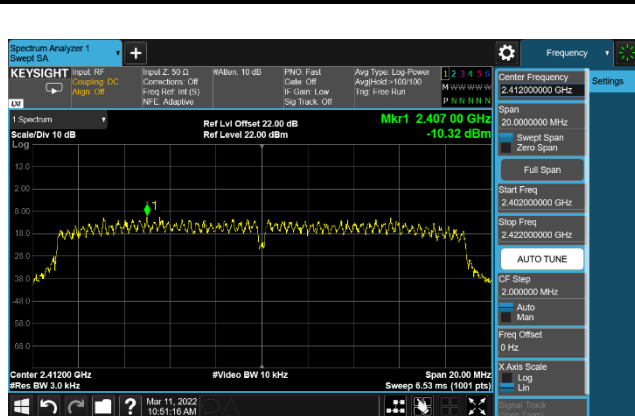 Spectrum Analyzer 1
Swept SA
Frequency
KEYSIGHT
Input: RF
Coupling: DC
Align: Off
Input Z: 50 Ω
Corrections: Off
Freq Ref: Int (S)
NFE: Adaptive
#Atten: 10 dB
PNO: Fast
Gate: Off
IF Gain: Low
Sig Track: Off
Avg Type: Log-Power
Avg|Hold:>100/100
Trig: Free Run
1 2 3 4 5 6
M W W W W W
P N N N N N
LXI
1 Spectrum
Scale/Div 10 dB
Log
Ref Lvl Offset 22.00 dB
Ref Level 22.00 dBm
Mkr1 2.407 00 GHz
-10.32 dBm
12.0
2.00
-8.00
-18.0
-28.0
-38.0
-48.0
-58.0
-68.0
1
Center 2.41200 GHz
#Res BW 3.0 kHz
#Video BW 10 kHz
Span 20.00 MHz
Sweep 6.53 ms (1001 pts)
Center Frequency
2.412000000 GHz
Settings
Span
20.0000000 MHz
Swept Span
Zero Span
Full Span
Start Freq
2.402000000 GHz
Stop Freq
2.422000000 GHz
AUTO TUNE
CF Step
2.000000 MHz
Auto
Man
Freq Offset
0 Hz
X Axis Scale
Log
Lin
Signal Track
(Span Zoom)
?
Mar 11, 2022
10:51:16 AM